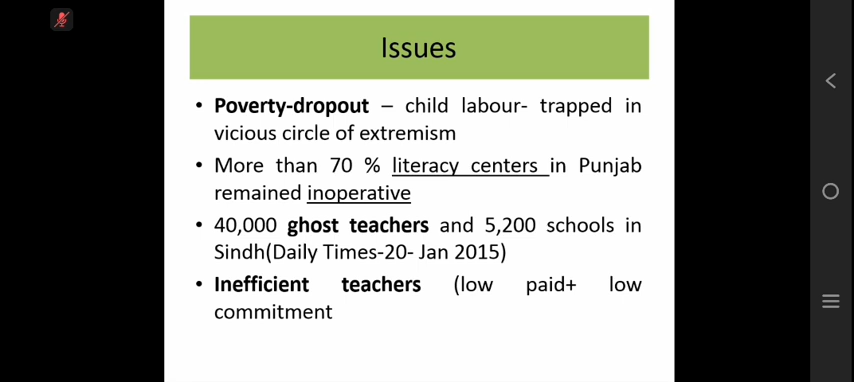 Issues
• Poverty-dropout – child labour- trapped in
vicious circle of extremism
• More than 70 % literacy centers in Punjab
remained inoperative
• 40,000 ghost teachers and 5,200 schools in
Sindh(Daily Times-20- Jan 2015)
• Inefficient teachers (low paid+ low
commitment